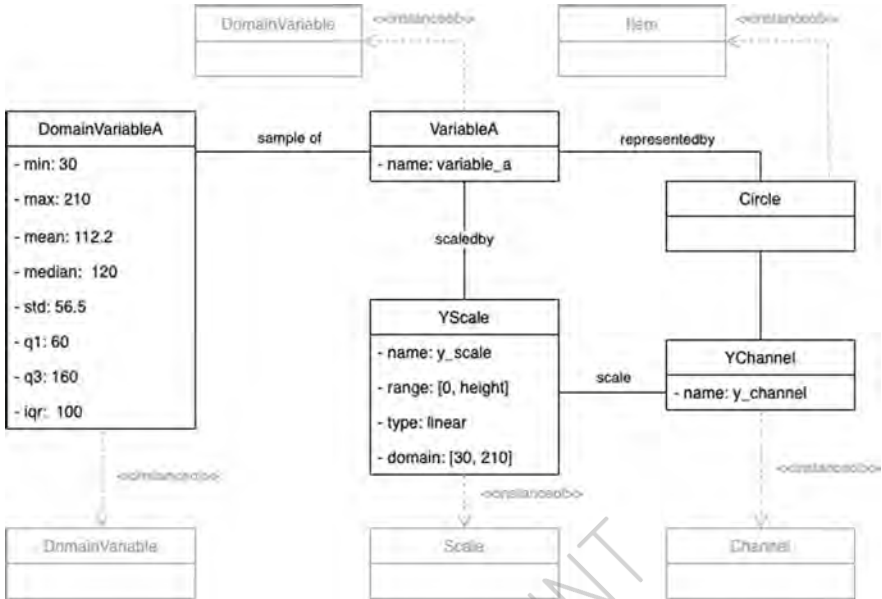 DomainVariable
Item
<<instanceof>>
<<instanceof>>
DomainVariableA
- min: 30
- max: 210
- mean: 112.2
- median: 120
- std: 56.5
- q1: 60
- q3: 160
- iqr: 100
sample of
VariableA
- name: variable_a
representedby
Circle
scaledby
YScale
- name: y_scale
- range: [0, height]
- type: linear
- domain: [30, 210]
scale
YChannel
- name: y_channel
<<instanceof>>
<<instanceof>>
<<instanceof>>
DomainVariable
Scale
Channel